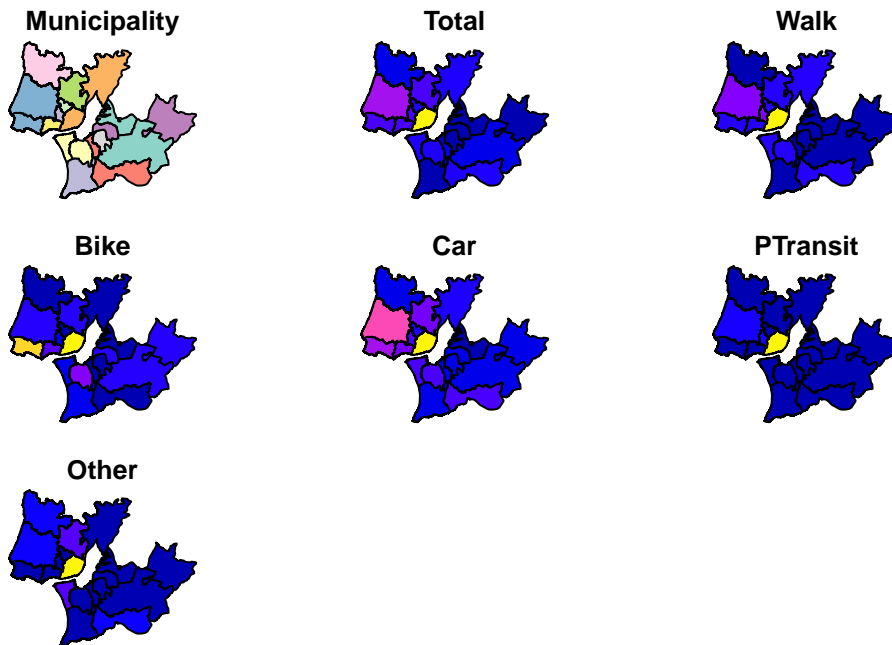 Municipality
Total
Walk
Bike
Car
PTransit
Other